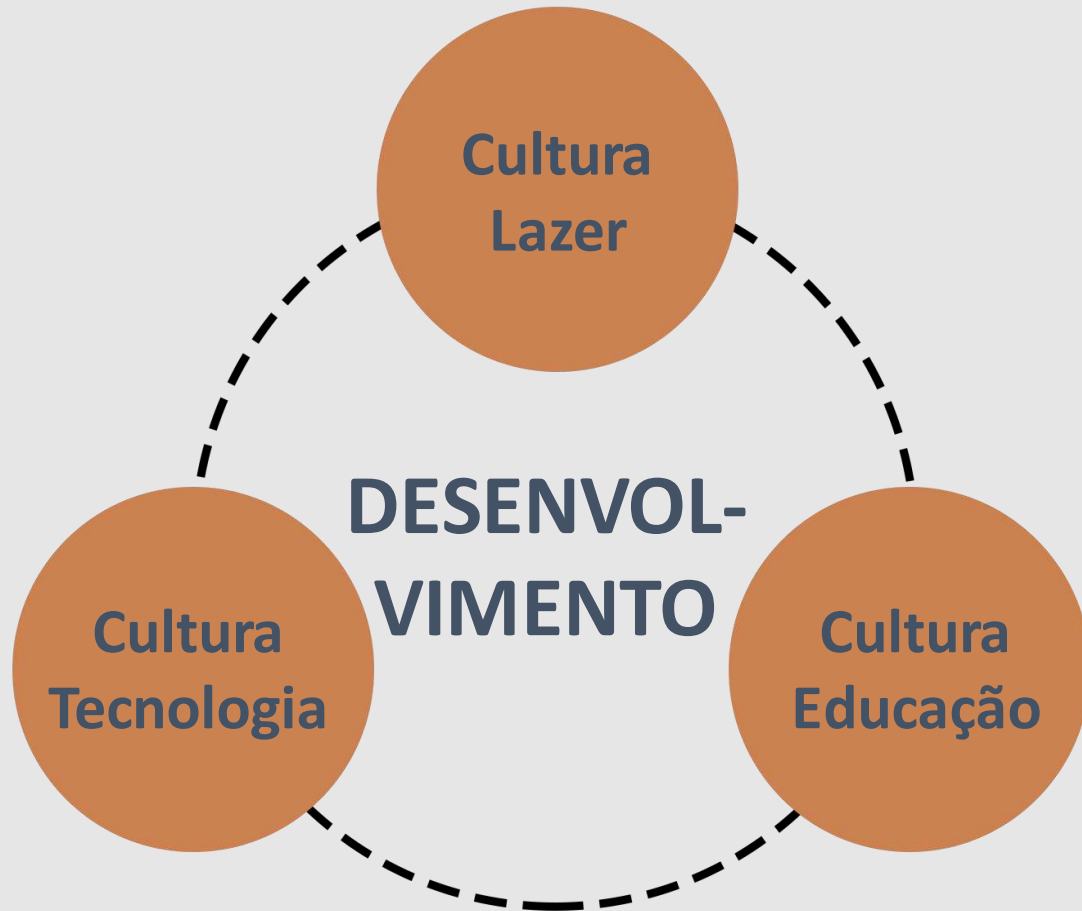 Cultura
Lazer
DESENVOL-
VIMENTO
Cultura
Tecnologia
Cultura
Educação